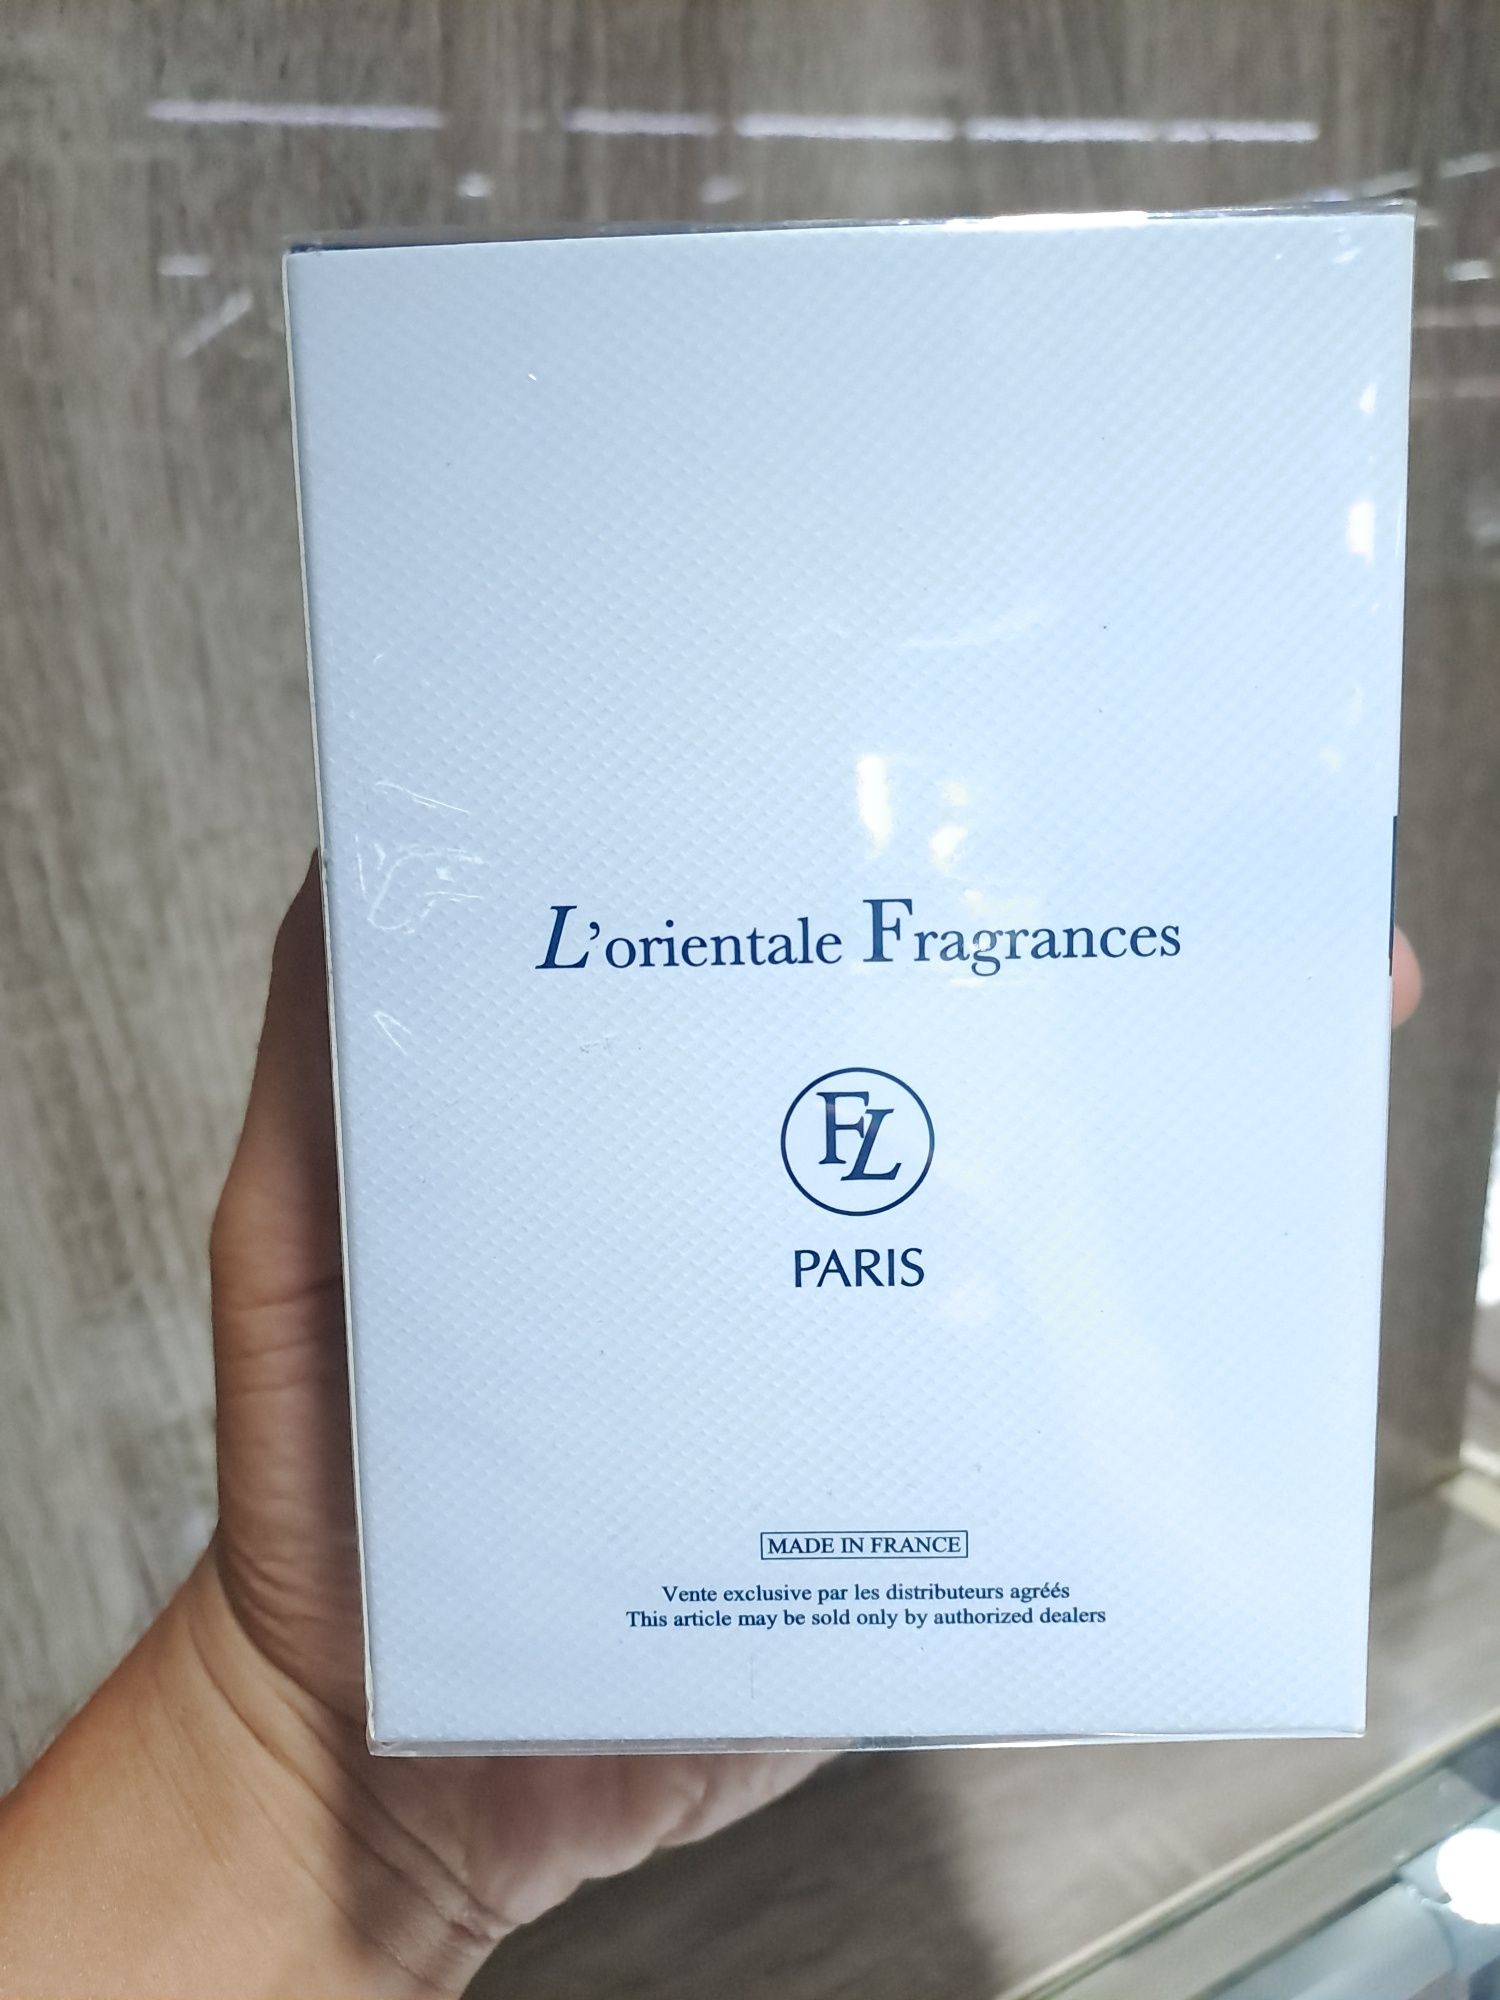 L'orientale Fragrances
FL
PARIS
MADE IN FRANCE
Vente exclusive par les distributeurs agréés
This article may be sold only by authorized dealers